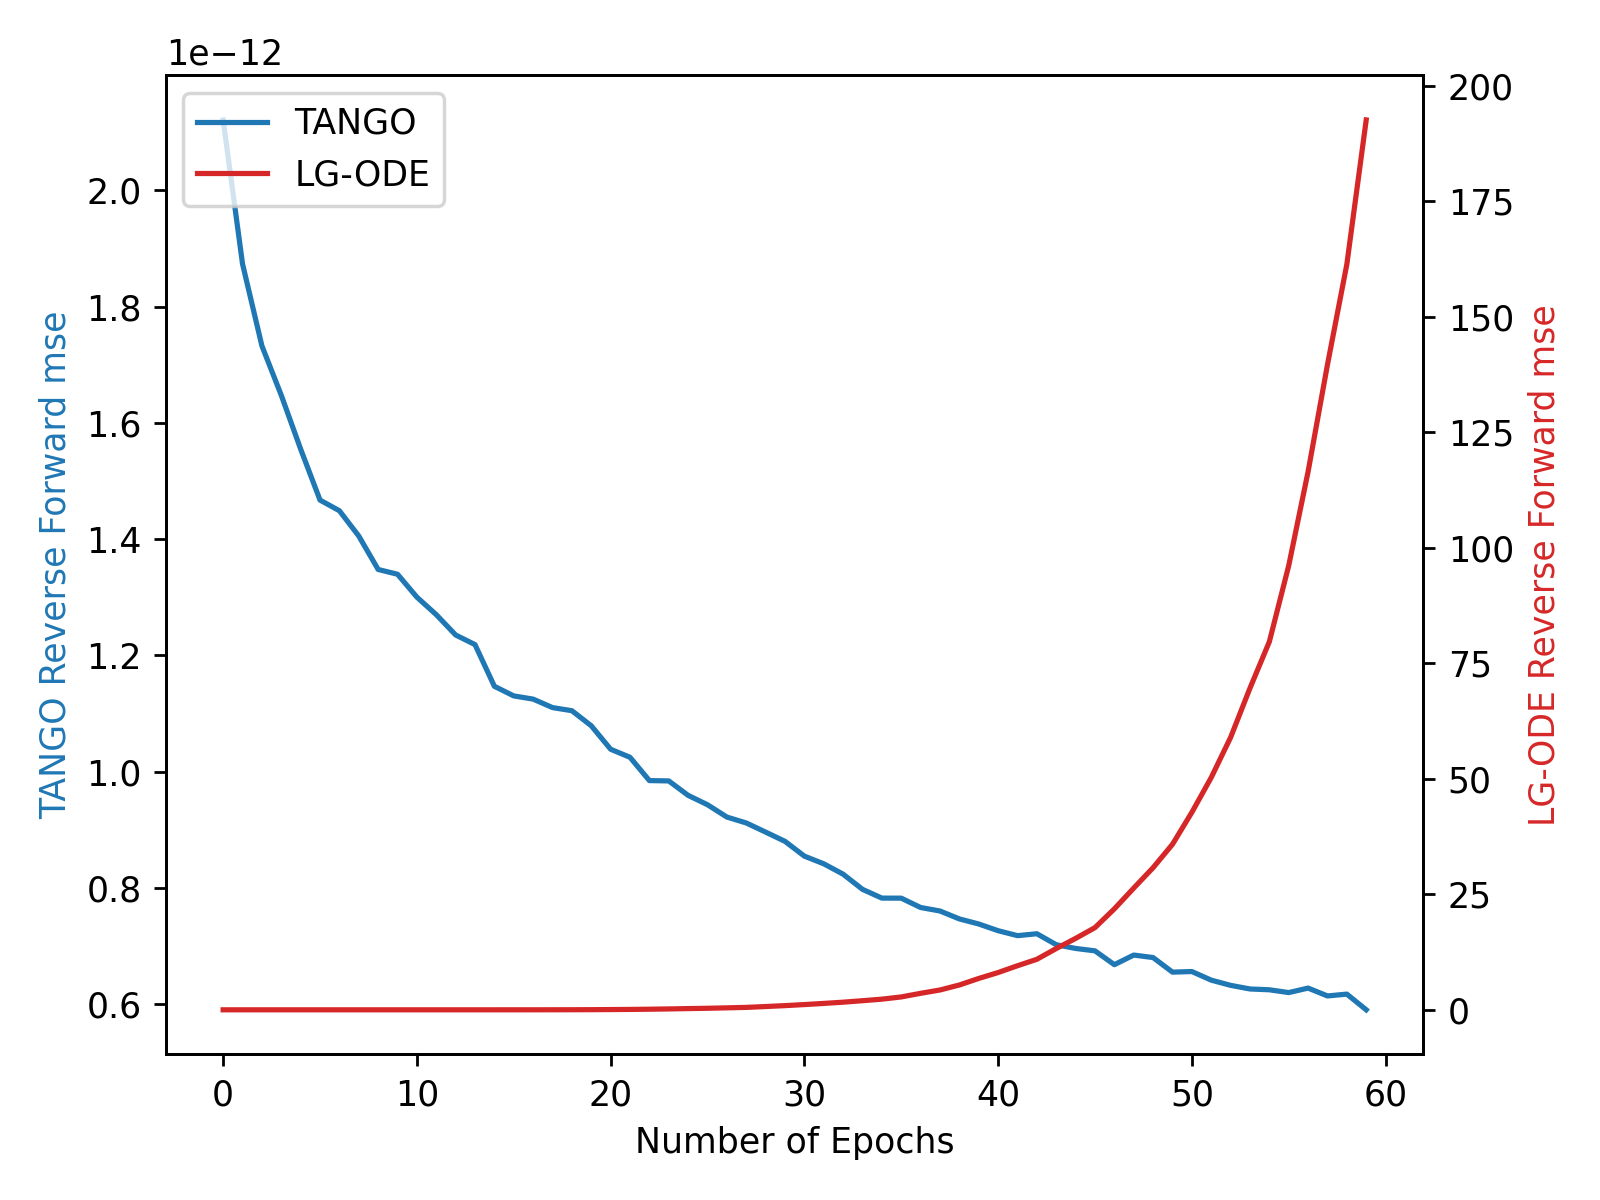 1e−12
TANGO
LG-ODE
2.0
1.8
1.6
1.4
1.2
1.0
0.8
0.6
TANGO Reverse Forward mse
200
175
150
125
100
75
50
25
0
LG-ODE Reverse Forward mse
0 10 20 30 40 50 60
Number of Epochs